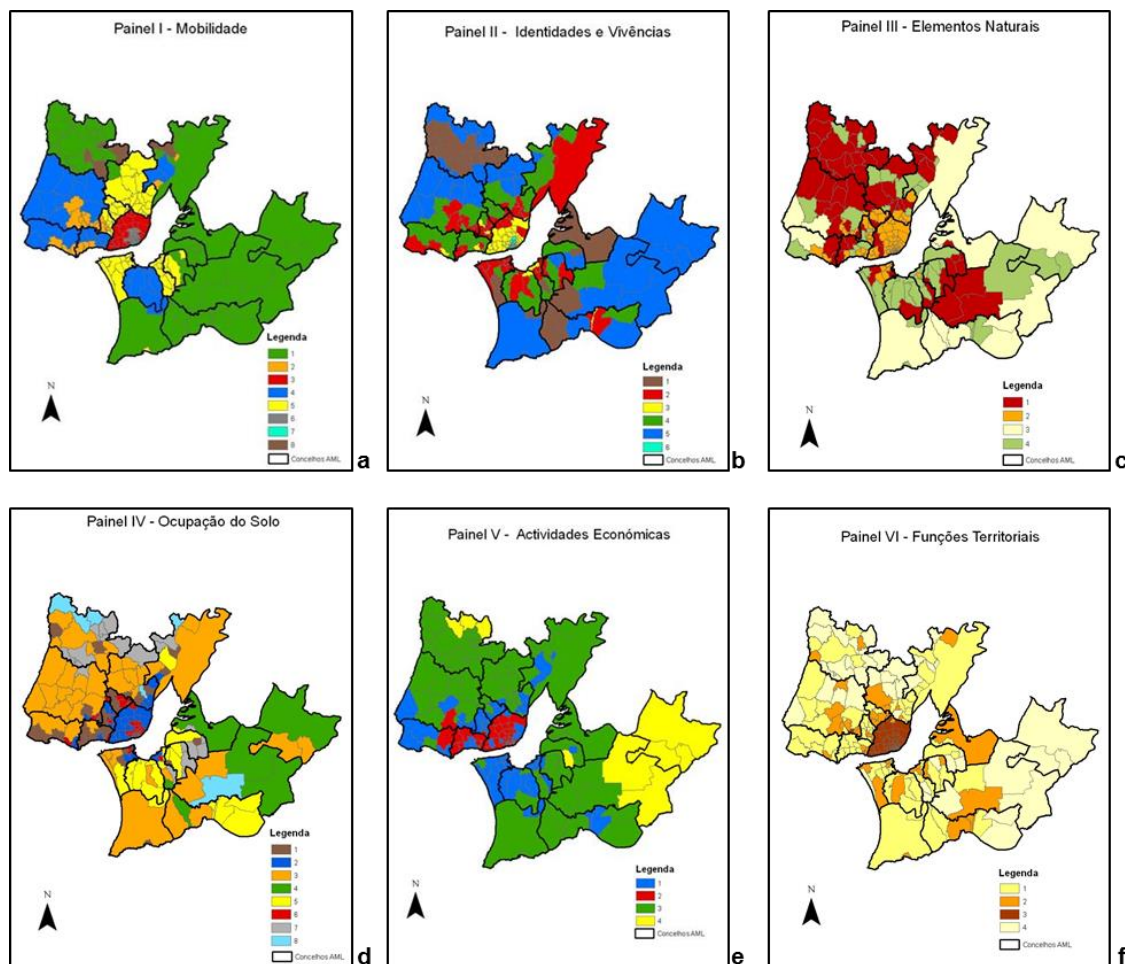 Painel I - Mobilidade
N
Legenda
1
2
3
4
5
6
7
8
Concelhos AML
a
Painel II - Identidades e Vivências
N
Legenda
1
2
3
4
5
6
Concelhos AML
b
Painel III - Elementos Naturais
N
Legenda
1
2
3
4
Concelhos AML
c
Painel IV - Ocupação do Solo
N
Legenda
1
2
3
4
5
6
7
8
Concelhos AML
d
Painel V - Actividades Económicas
N
Legenda
1
2
3
4
Concelhos AML
e
Painel VI - Funções Territoriais
N
Legenda
1
2
3
4
Concelhos AML
f